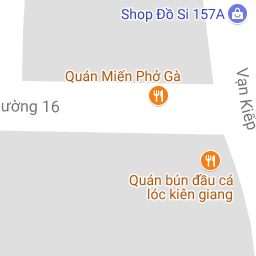 Shop Đồ Si 157A
Quán Miến Phở Gà
ường 16
Vạn Kiếp
Quán bún đầu cá
lóc kiên giang